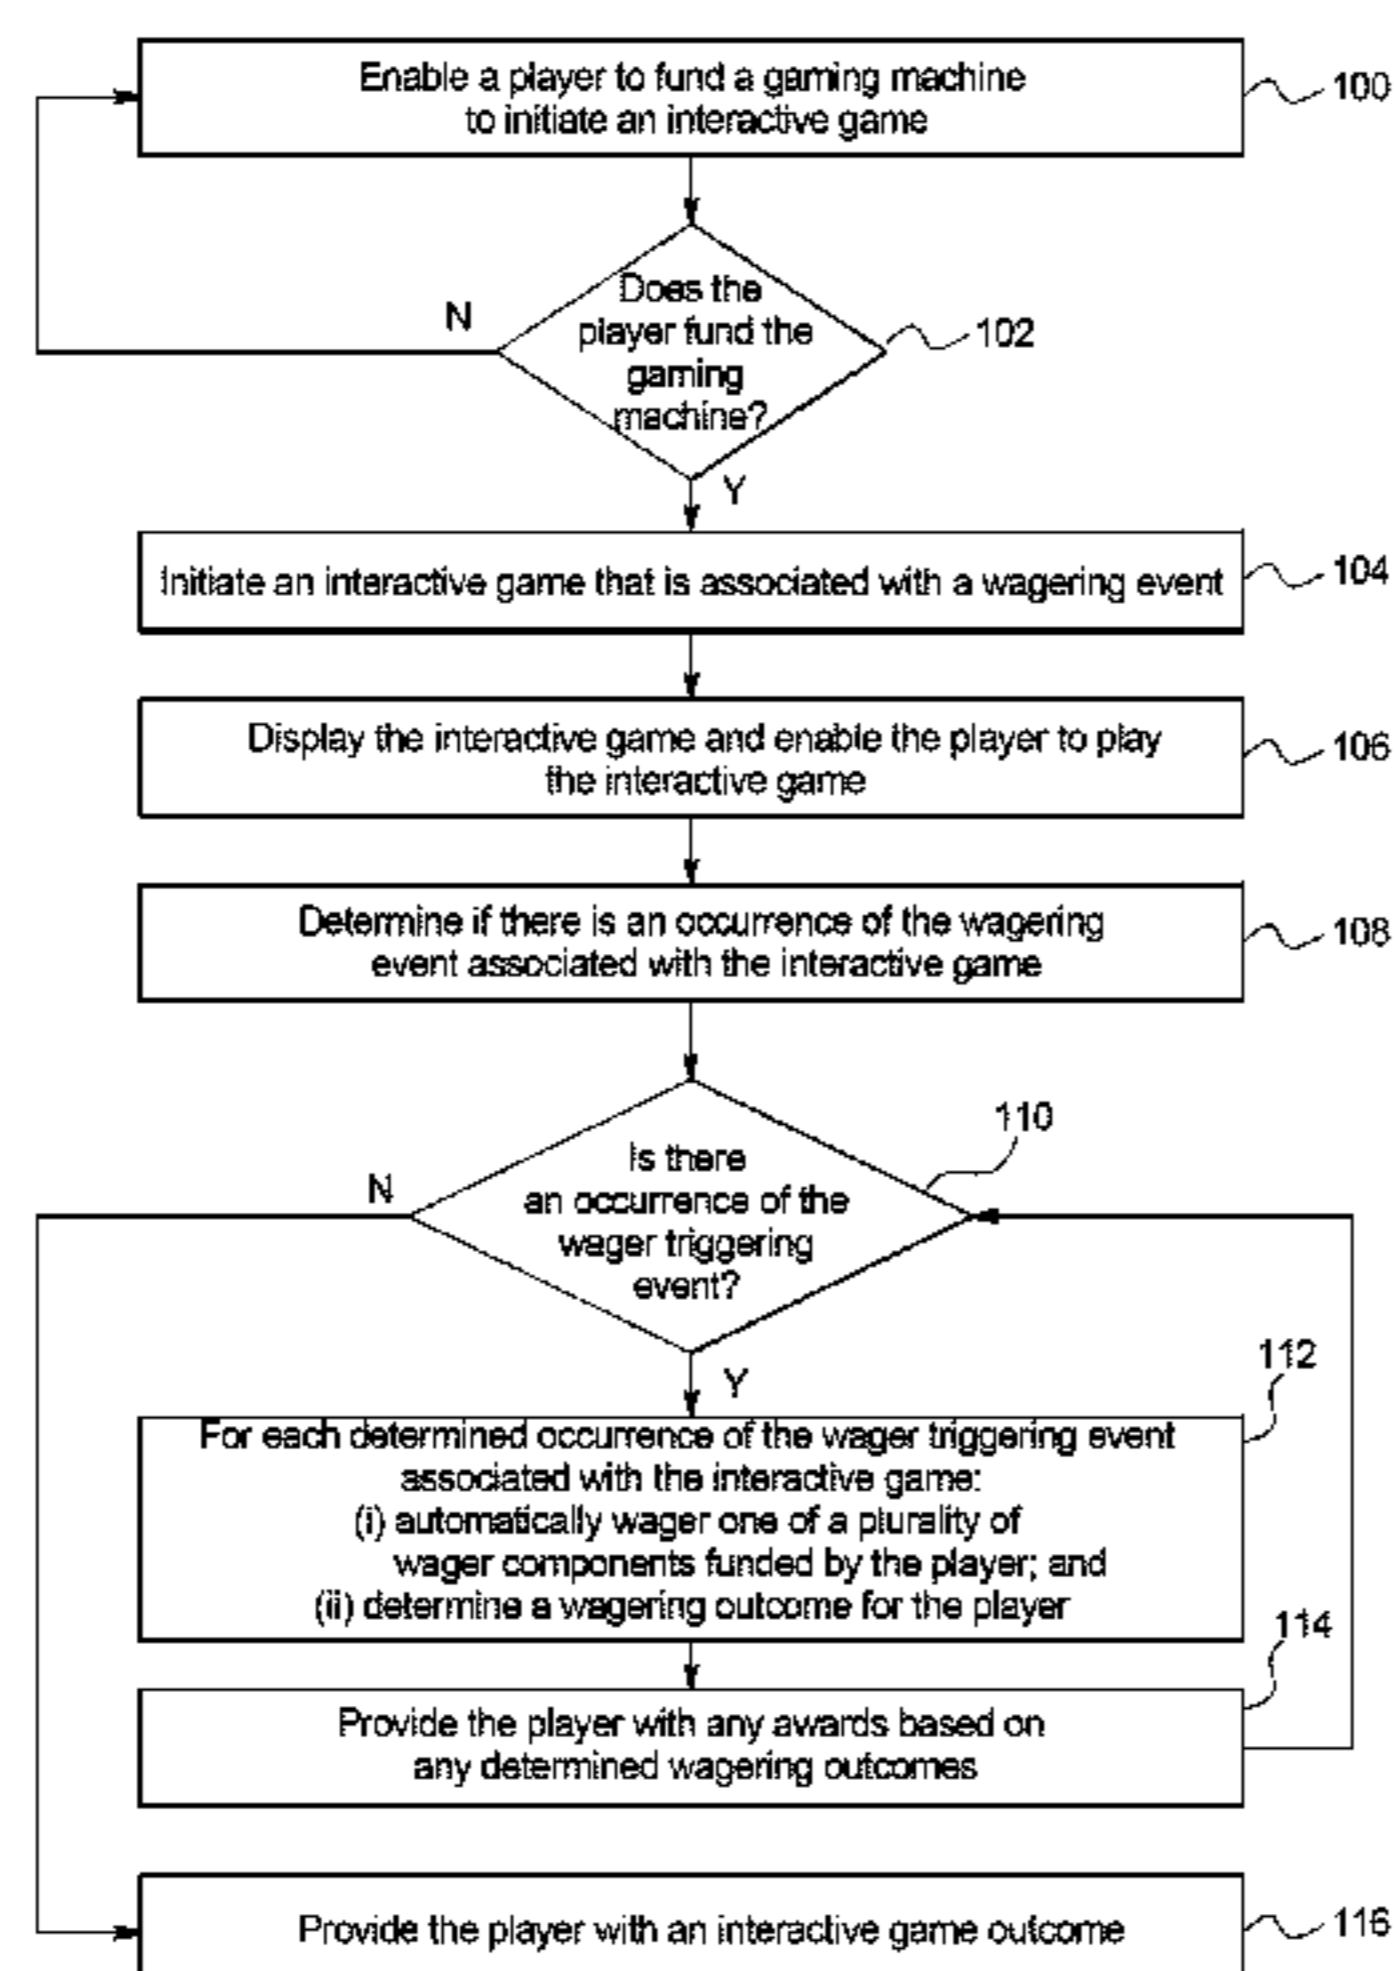 Enable a player to fund a gaming machine
to initiate an interactive game
100
Does the
player fund the
gaming
machine?
102
N
Y
Initiate an interactive game that is associated with a wagering event
104
Display the interactive game and enable the player to play
the interactive game
106
Determine if there is an occurrence of the wagering
event associated with the interactive game
108
110
Is there
an occurrence of the
wager triggering
event?
N
Y
112
For each determined occurrence of the wager triggering event
associated with the interactive game:
(i) automatically wager one of a plurality of
wager components funded by the player; and
(ii) determine a wagering outcome for the player
114
Provide the player with any awards based on
any determined wagering outcomes
Provide the player with an interactive game outcome
116